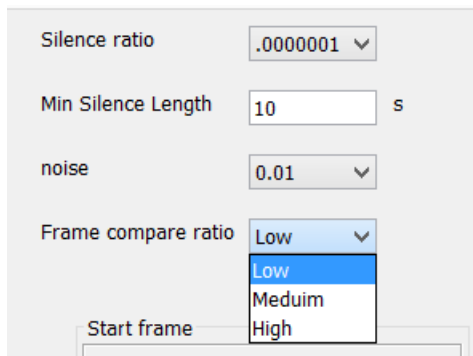 Silence ratio .0000001
Min Silence Length 10 s
noise 0.01
Frame compare ratio Low
Low
Meduim
High
Start frame